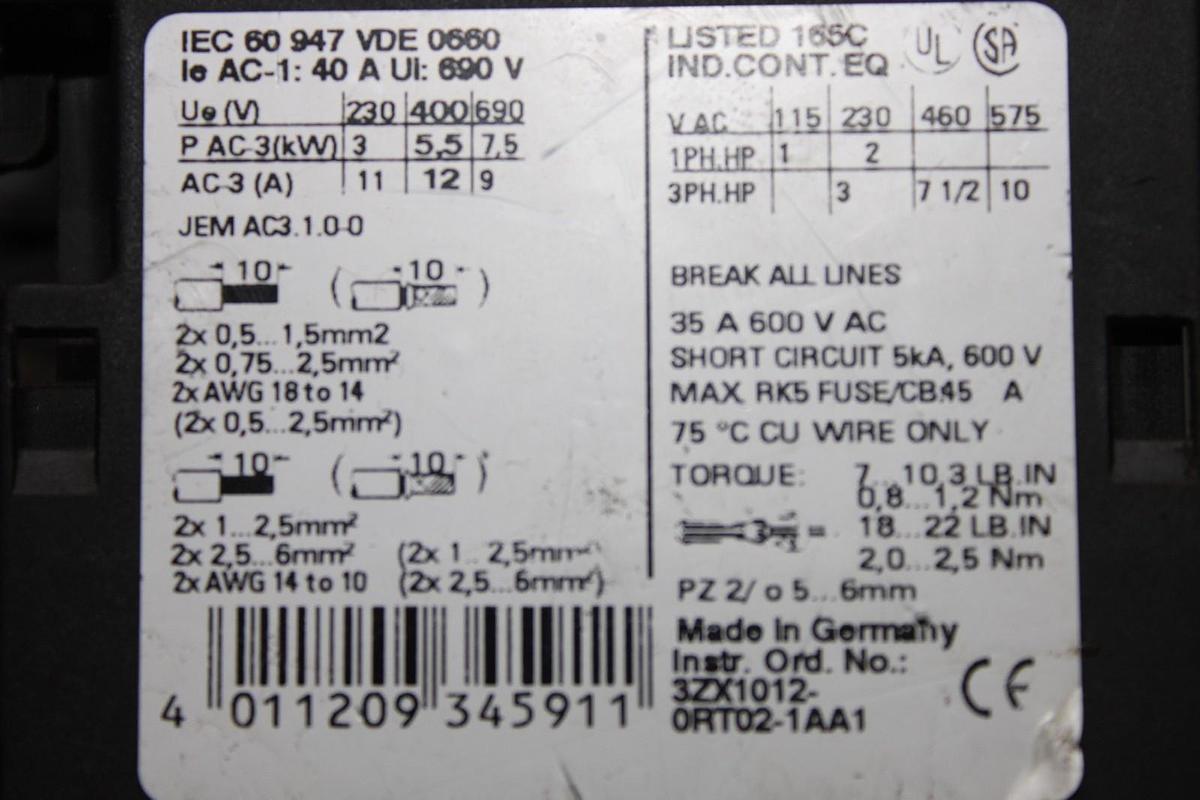 IEC 60 947 VDE 0660
Ie AC-1: 40 A UI: 690 V
Ue (V) 230 400 690
P AC-3(kW) 3 5,5 7,5
AC-3 (A) 11 12 9
JEM AC3.1.0-0
10 ( 10 )
2x 0,5...1,5mm2
2x 0,75...2,5mm²
2x AWG 18 to 14
(2x 0,5...2,5mm²)
10 ( 10 )
2x 1...2,5mm²
2x 2,5...6mm² (2x 1...2,5mm²)
2x AWG 14 to 10 (2x 2,5...6mm²)
4 011209 345911
LISTED 165C UL SA
IND.CONT. EQ
V AC 115 230 460 575
1PH.HP 1 2
3PH.HP 3 7 1/2 10
BREAK ALL LINES
35 A 600 V AC
SHORT CIRCUIT 5kA, 600 V
MAX. RK5 FUSE/CB:45 A
75 °C CU WIRE ONLY
TORQUE: 7...10,3 LB.IN
0,8...1,2 Nm
= 18...22 LB.IN
2,0...2,5 Nm
PZ 2/ o 5...6mm
Made In Germany
Instr. Ord. No.:
3ZX1012-
0RT02-1AA1
CE